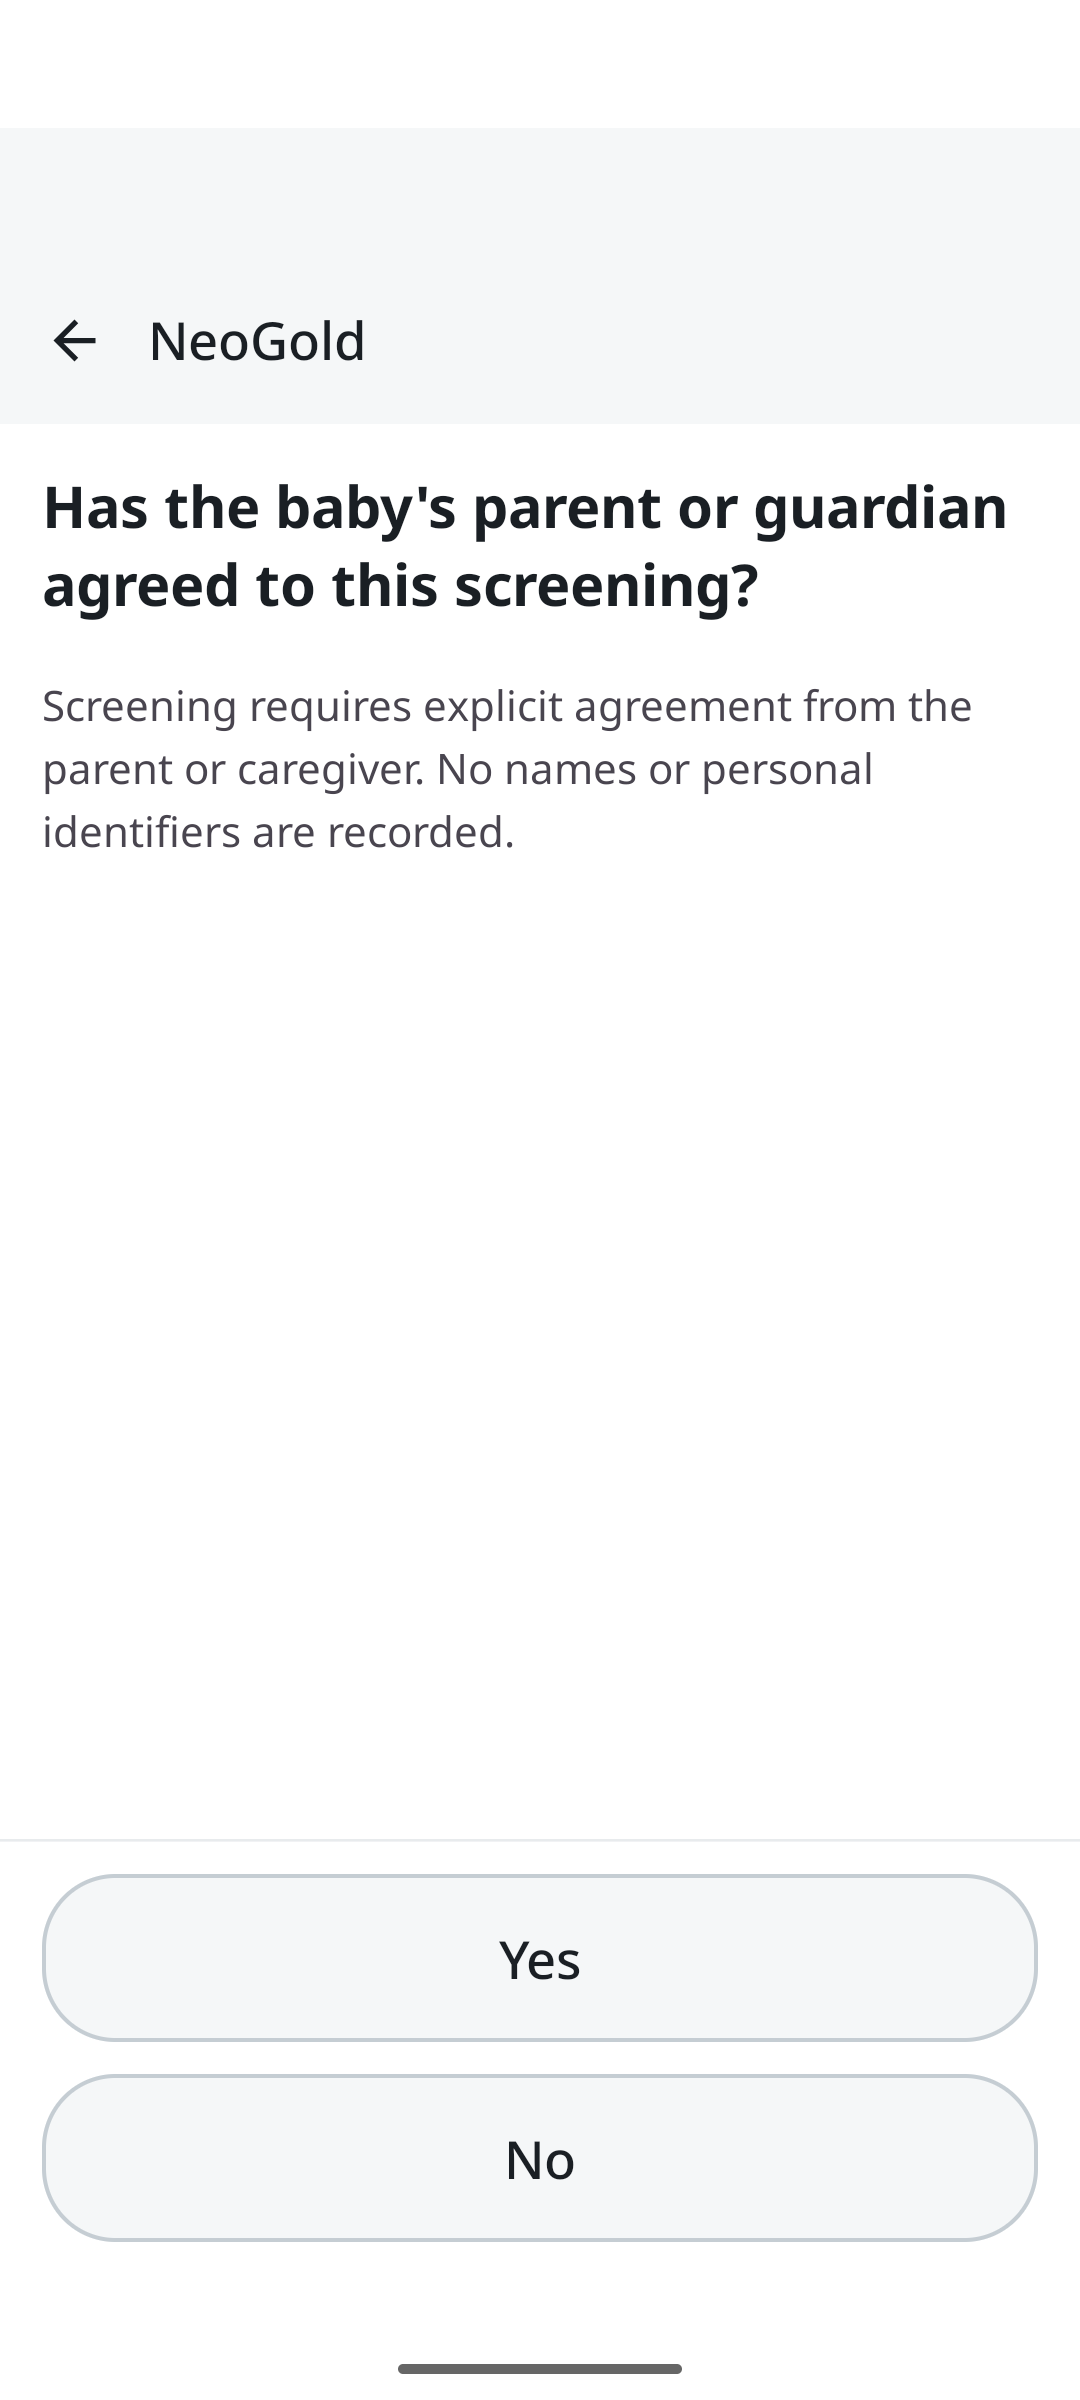 NeoGold
Has the baby's parent or guardian
agreed to this screening?
Screening requires explicit agreement from the
parent or caregiver. No names or personal
identifiers are recorded.
Yes
No